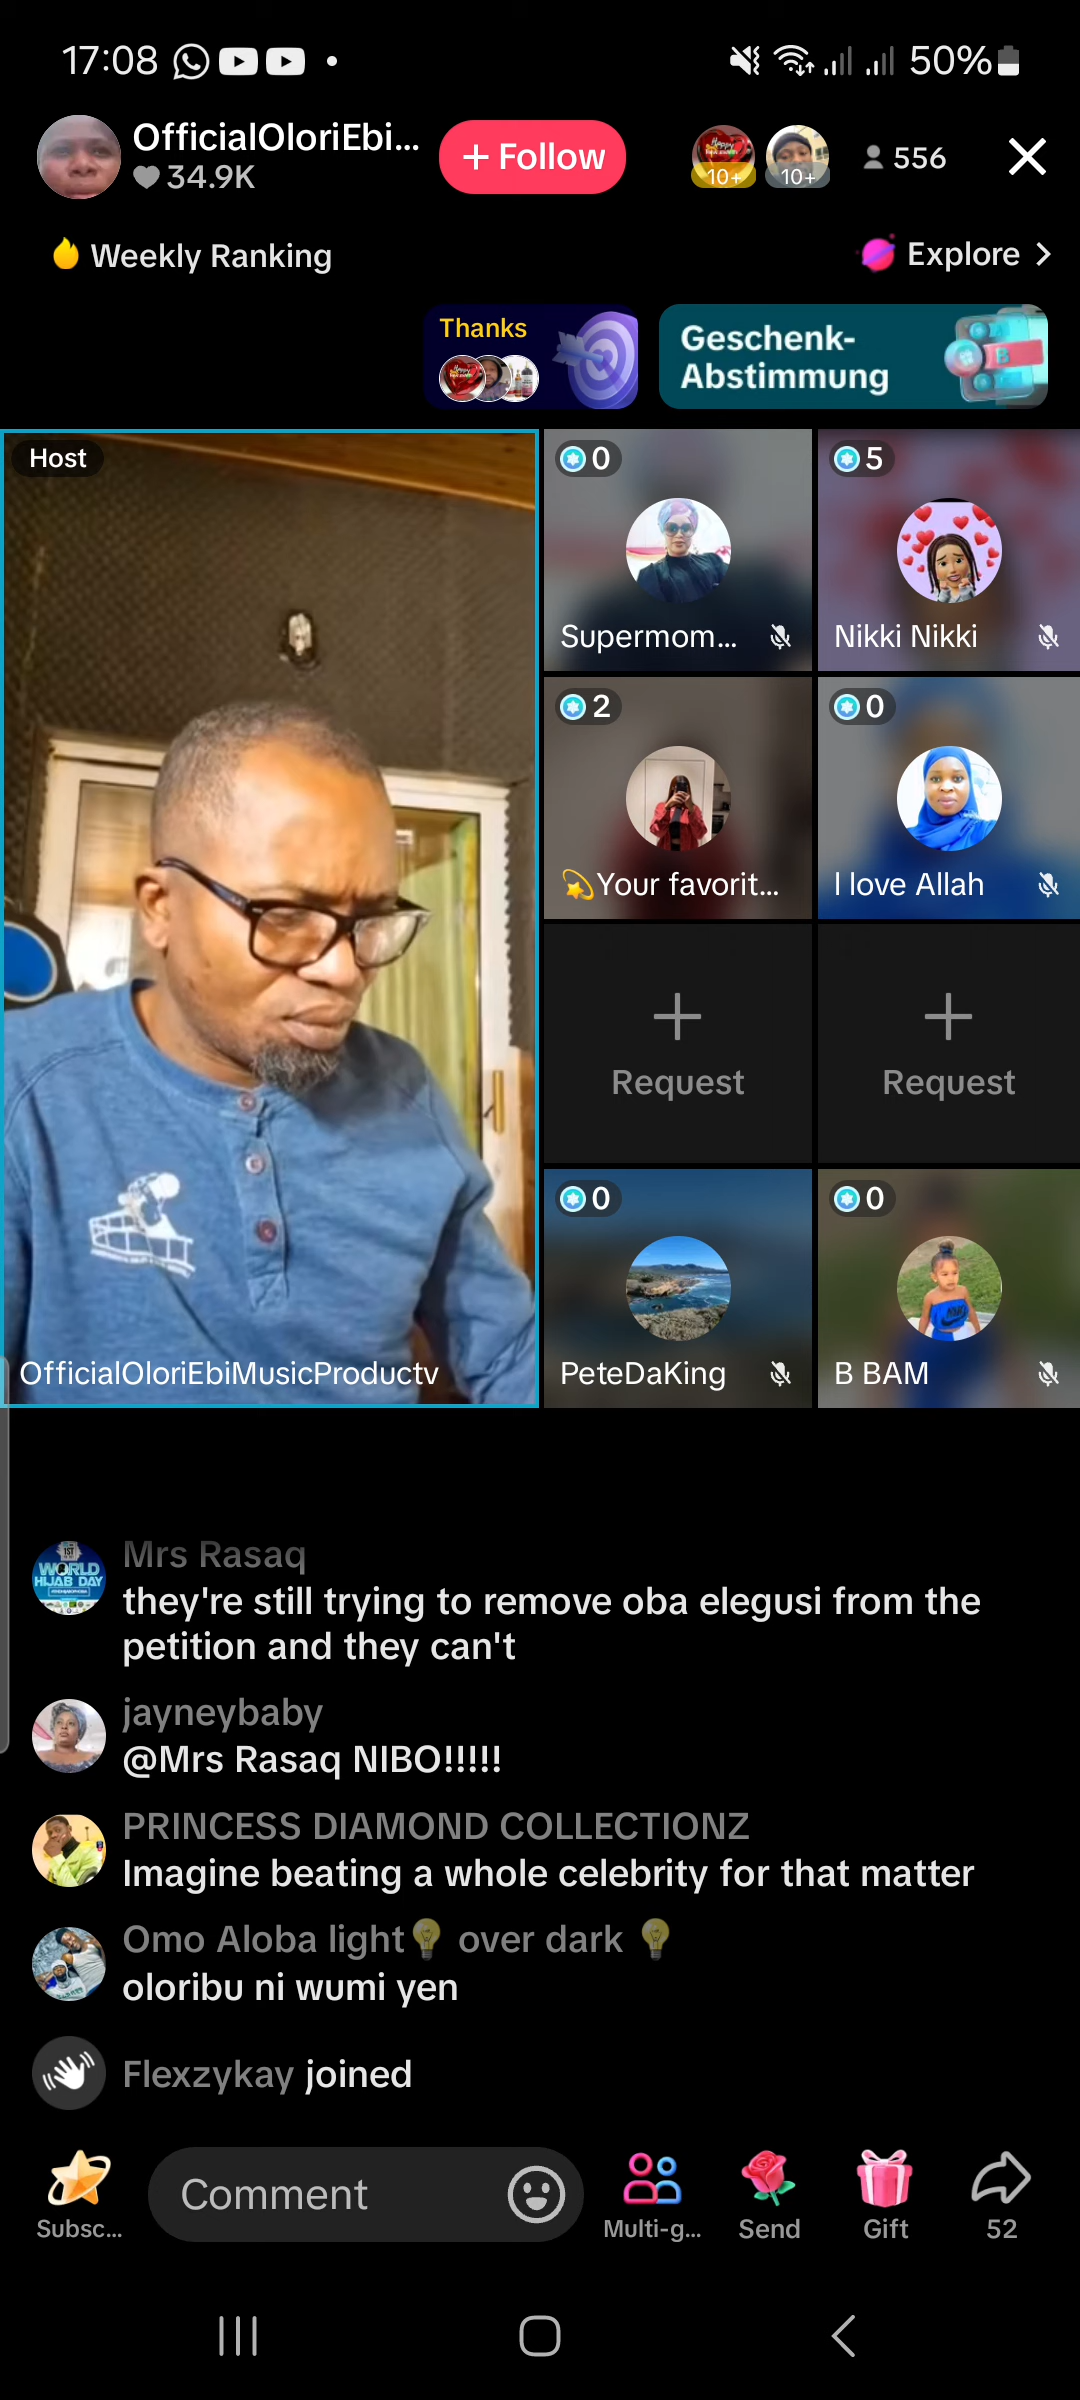 17:08
50%
OfficialOloriEbi...
34.9K
+ Follow
10+
10+
556
Weekly Ranking
Explore >
Thanks
Geschenk-
Abstimmung
Host
0
5
Supermom...
Nikki Nikki
2
0
💫Your favorit...
I love Allah
Request
Request
0
0
OfficialOloriEbiMusicProductv
PeteDaKing
B BAM
1ST
WORLD
HIJAB DAY
Mrs Rasaq
they're still trying to remove oba elegusi from the
petition and they can't
jayneybaby
@Mrs Rasaq NIBO!!!!!
PRINCESS DIAMOND COLLECTIONZ
Imagine beating a whole celebrity for that matter
Omo Aloba light💡 over dark 💡
oloribu ni wumi yen
Flexzykay joined
Comment
Subsc...
Multi-g...
Send
Gift
52